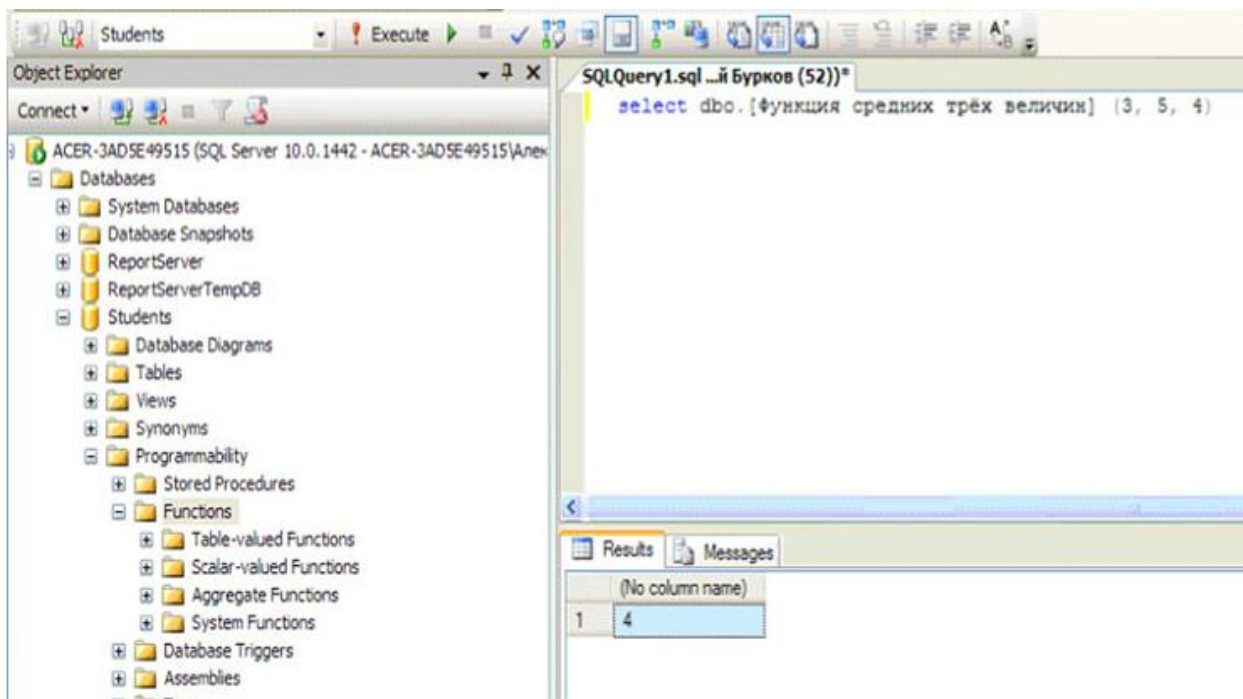 Students
Execute
Object Explorer
Connect
ACER-3AD5E49515 (SQL Server 10.0.1442 - ACER-3AD5E49515\Алек
Databases
System Databases
Database Snapshots
ReportServer
ReportServerTempDB
Students
Database Diagrams
Tables
Views
Synonyms
Programmability
Stored Procedures
Functions
Table-valued Functions
Scalar-valued Functions
Aggregate Functions
System Functions
Database Triggers
Assemblies
SQLQuery1.sql ...й Бурков (52))*
select dbo.[Функция средних трёх величин] (3, 5, 4)
Results Messages
(No column name)
1 4